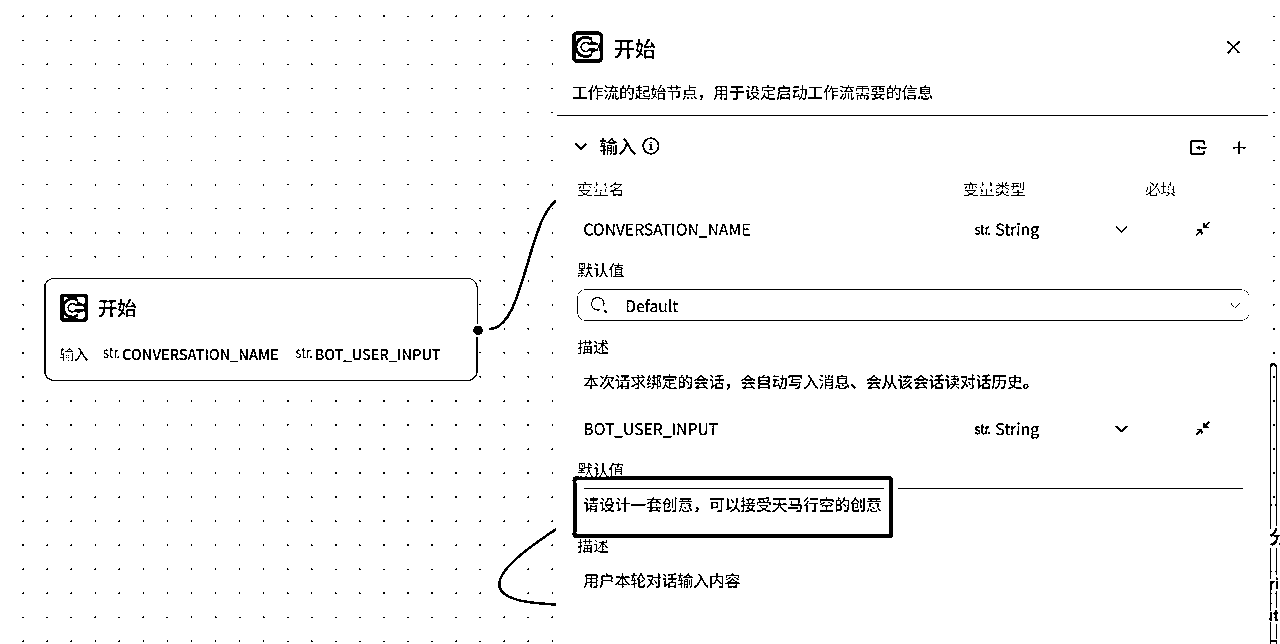 开始
输入 str. CONVERSATION_NAME str. BOT_USER_INPUT
开始
工作流的起始节点，用于设定启动工作流需要的信息
输入
变量名 变量类型 必填
CONVERSATION_NAME str. String
默认值
Default
描述
本次请求绑定的会话，会自动写入消息、会从该会话读对话历史。
BOT_USER_INPUT str. String
默认值
请设计一套创意，可以接受天马行空的创意
描述
用户本轮对话输入内容